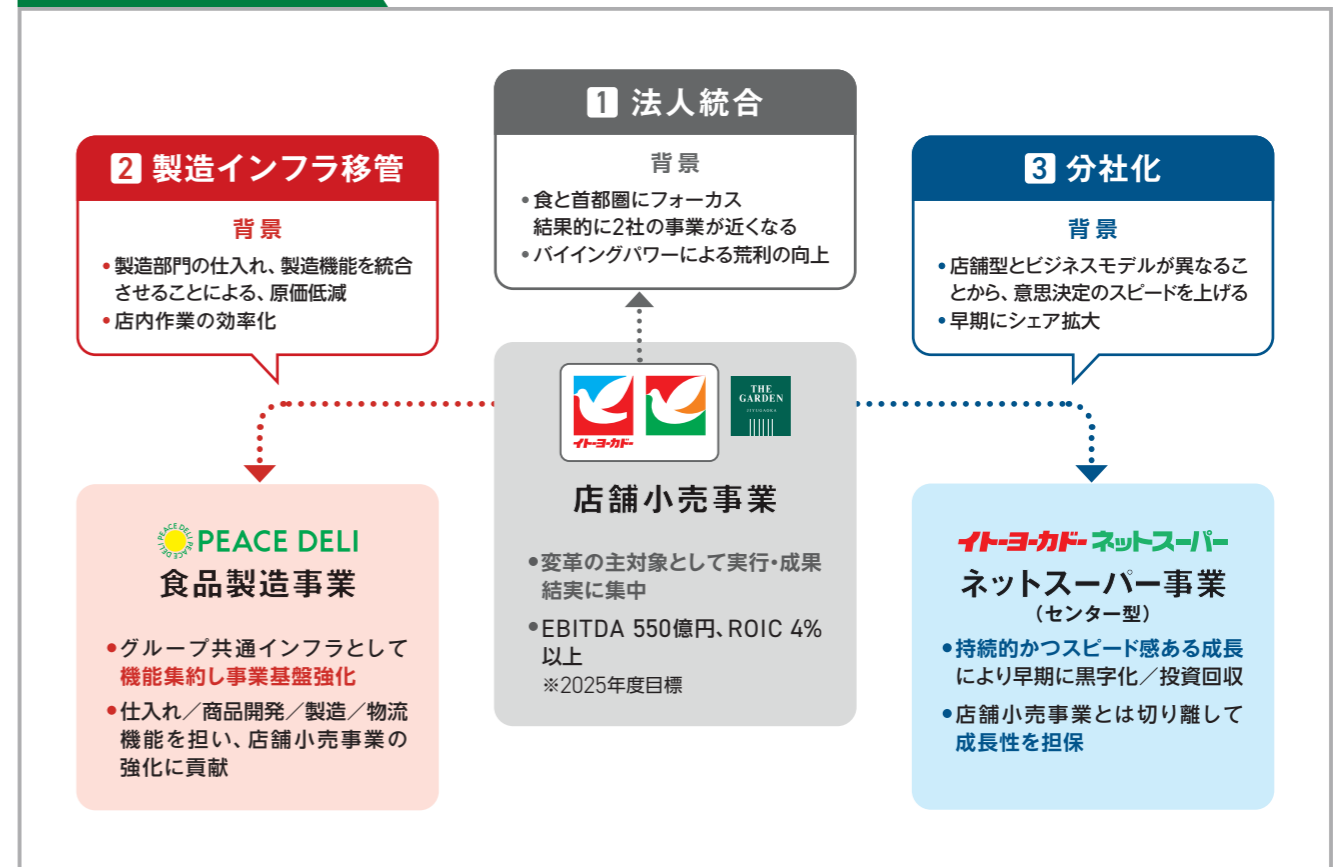 1 法人統合
背景
•食と首都圏にフォーカス
結果的に2社の事業が近くなる
•バイイングパワーによる荒利の向上
2 製造インフラ移管
背景
•製造部門の仕入れ、製造機能を統合
させることによる、原価低減
•店内作業の効率化
3 分社化
背景
•店舗型とビジネスモデルが異なるこ
とから、意思決定のスピードを上げる
•早期にシェア拡大
イトーヨーカドー
THE
GARDEN
店舗小売事業
•変革の主対象として実行・成果
結実に集中
•EBITDA 550億円、ROIC 4%
以上
※2025年度目標
PEACE DELI PEACE DELI
PEACE DELI
食品製造事業
•グループ共通インフラとして
機能集約し事業基盤強化
•仕入れ／商品開発／製造／物流
機能を担い、店舗小売事業の
強化に貢献
イトーヨーカドー ネットスーパー
ネットスーパー事業
（センター型）
•持続的かつスピード感ある成長
により早期に黒字化／投資回収
•店舗小売事業とは切り離して
成長性を担保